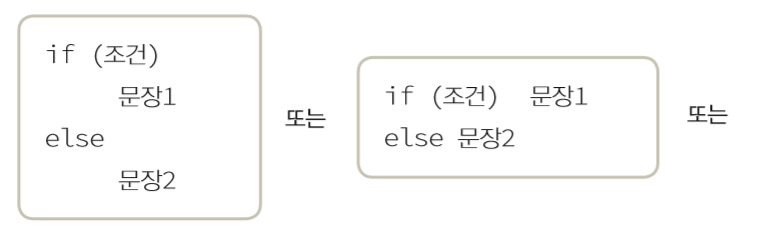 if (조건)
문장1
else
문장2
또는
if (조건) 문장1
else 문장2
또는